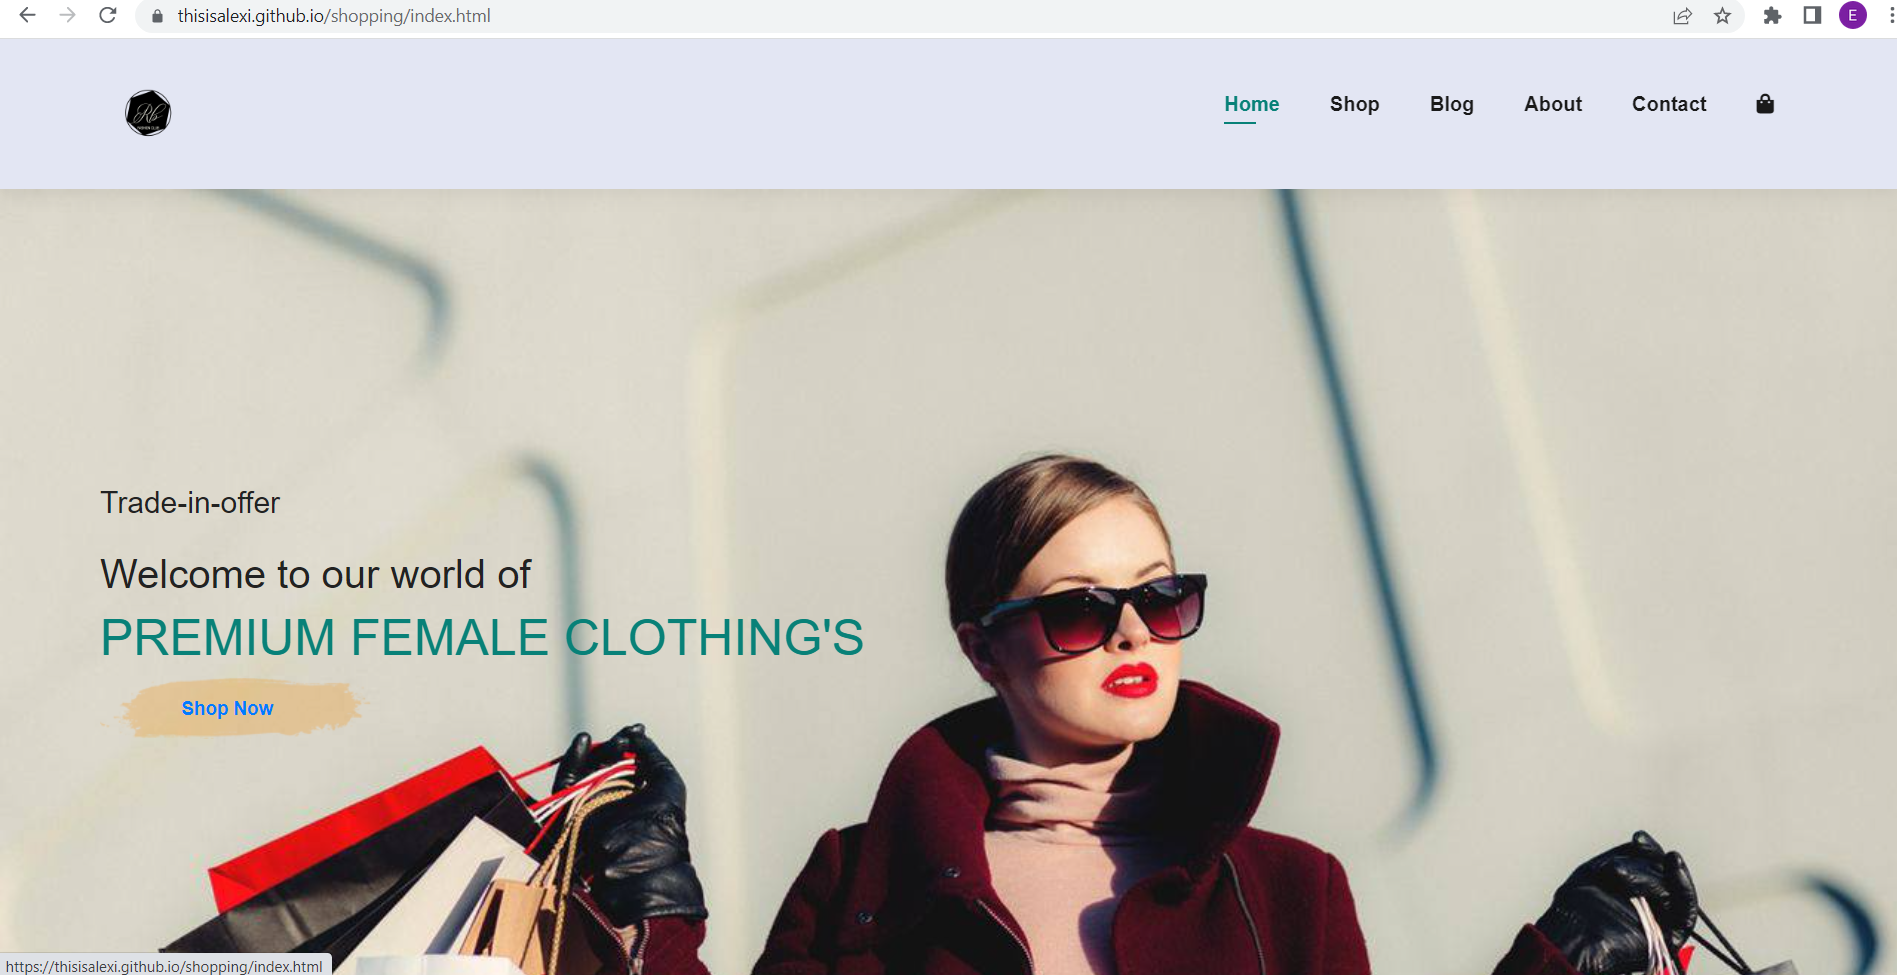 thisisalexi.github.io/shopping/index.html
E
Rb
Home Shop Blog About Contact
Trade-in-offer
Welcome to our world of
PREMIUM FEMALE CLOTHING'S
Shop Now
https://thisisalexi.github.io/shopping/index.html